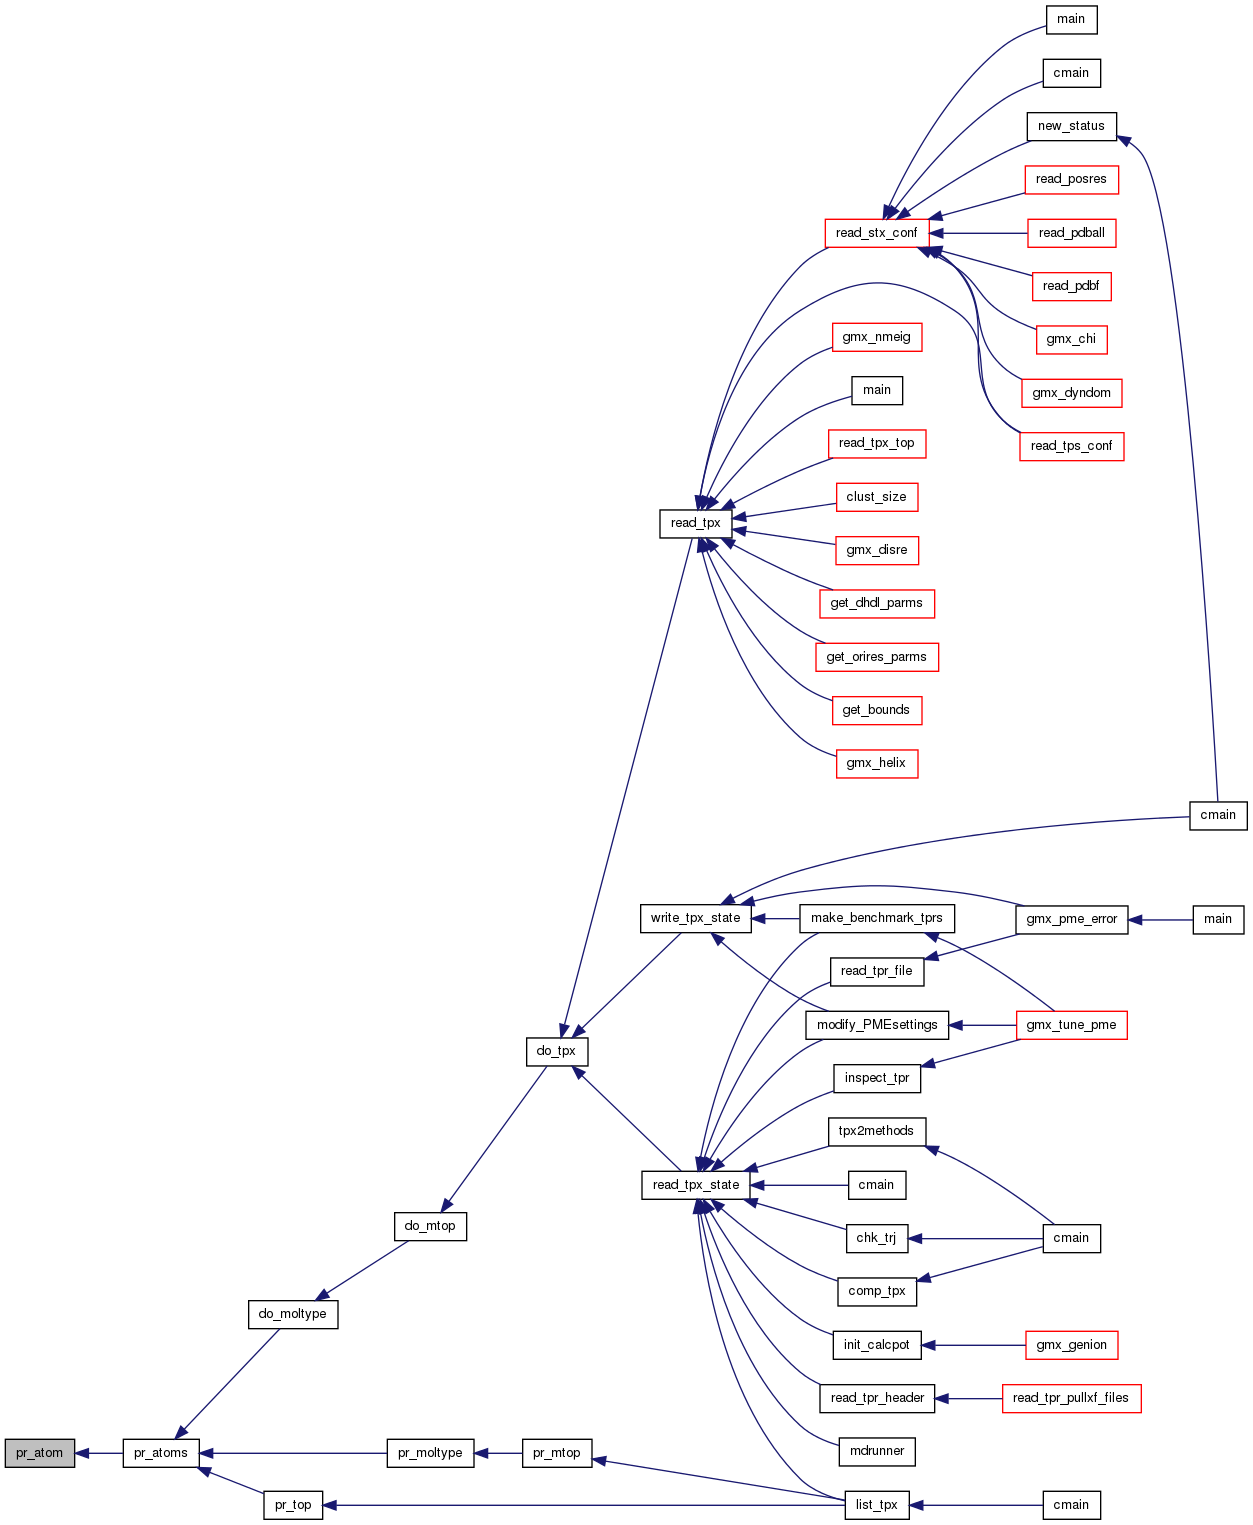 main
cmain
new_status
read_posres
read_stx_conf
read_pdball
read_pdbf
gmx_nmeig
gmx_chi
main
gmx_dyndom
read_tpx_top
read_tps_conf
clust_size
read_tpx
gmx_disre
get_dhdl_parms
get_orires_parms
get_bounds
gmx_helix
cmain
write_tpx_state
make_benchmark_tprs
gmx_pme_error
main
read_tpr_file
modify_PMEsettings
gmx_tune_pme
do_tpx
inspect_tpr
tpx2methods
read_tpx_state
cmain
do_mtop
chk_trj
cmain
comp_tpx
do_moltype
init_calcpot
gmx_genion
read_tpr_header
read_tpr_pullxf_files
pr_atom
pr_atoms
pr_moltype
pr_mtop
mdrunner
pr_top
list_tpx
cmain